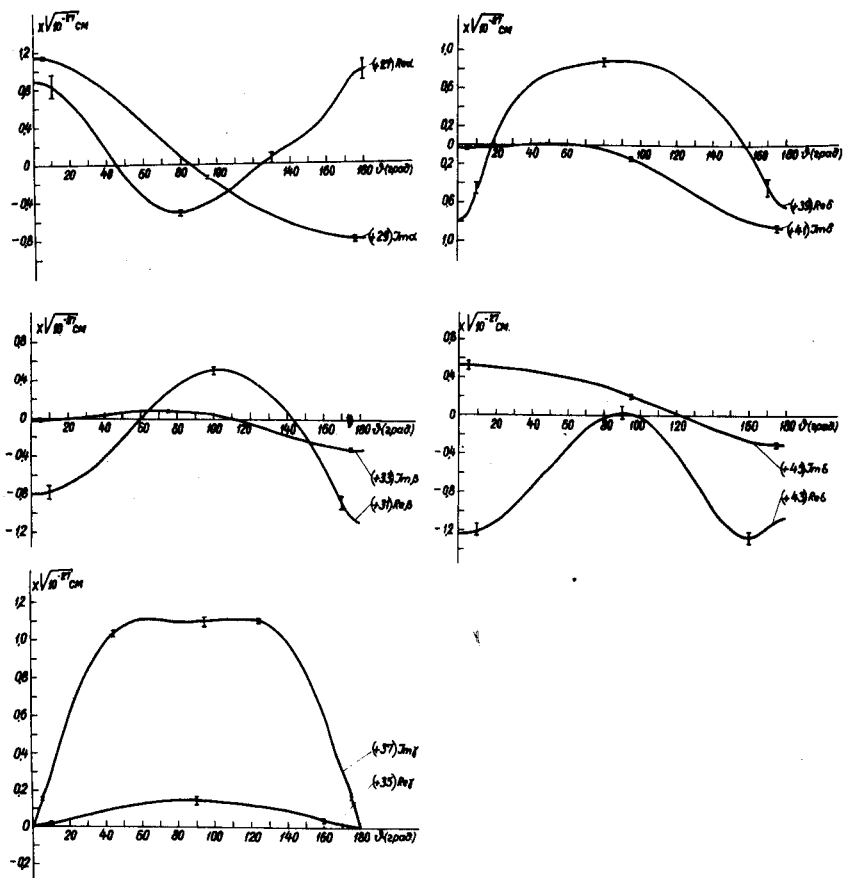 x√10⁻²⁷ см
1,2
0,8
0,4
0
-0,4
-0,8
20 40 60 80 100 120 140 160 180 ϑ(град)
(+27) Reα
(+29) Imα
x√10⁻²⁷ см
1,0
0,6
0,2
0
0,2
0,6
1,0
20 60 100 140 180 ϑ(град)
(+39) Reδ
(+41) Imδ
x√10⁻²⁷ см
0,8
0,4
0
-0,4
-0,8
-1,2
20 40 60 80 100 120 140 160 180 ϑ(град)
(+33) Imβ
(+31) Reβ
x√10⁻²⁷ см.
0,8
0,4
0
-0,4
-0,8
-1,2
20 40 60 80 100 120 140 160 180 ϑ(град)
(+45) Imε
(+43) Reε
x√10⁻²⁷ см
1,2
1,0
0,8
0,6
0,4
0,2
0
-0,2
20 40 60 80 100 120 140 160 180 ϑ(град)
(+37) Imγ
(+35) Reγ